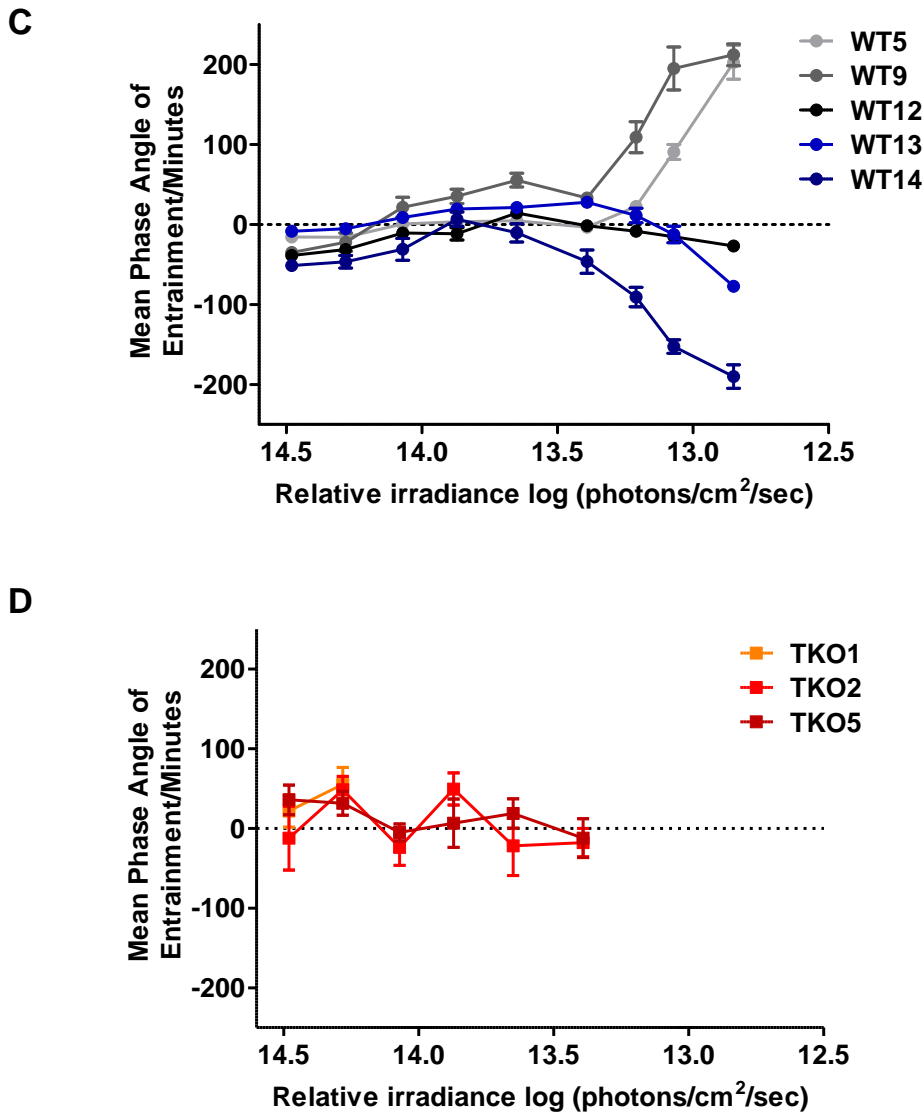 C
Mean Phase Angle of
Entrainment/Minutes
200
100
0
-100
-200
14.5 14.0 13.5 13.0 12.5
Relative irradiance log (photons/cm²/sec)
WT5
WT9
WT12
WT13
WT14
D
Mean Phase Angle of
Entrainment/Minutes
200
100
0
-100
-200
14.5 14.0 13.5 13.0 12.5
Relative irradiance log (photons/cm²/sec)
TKO1
TKO2
TKO5